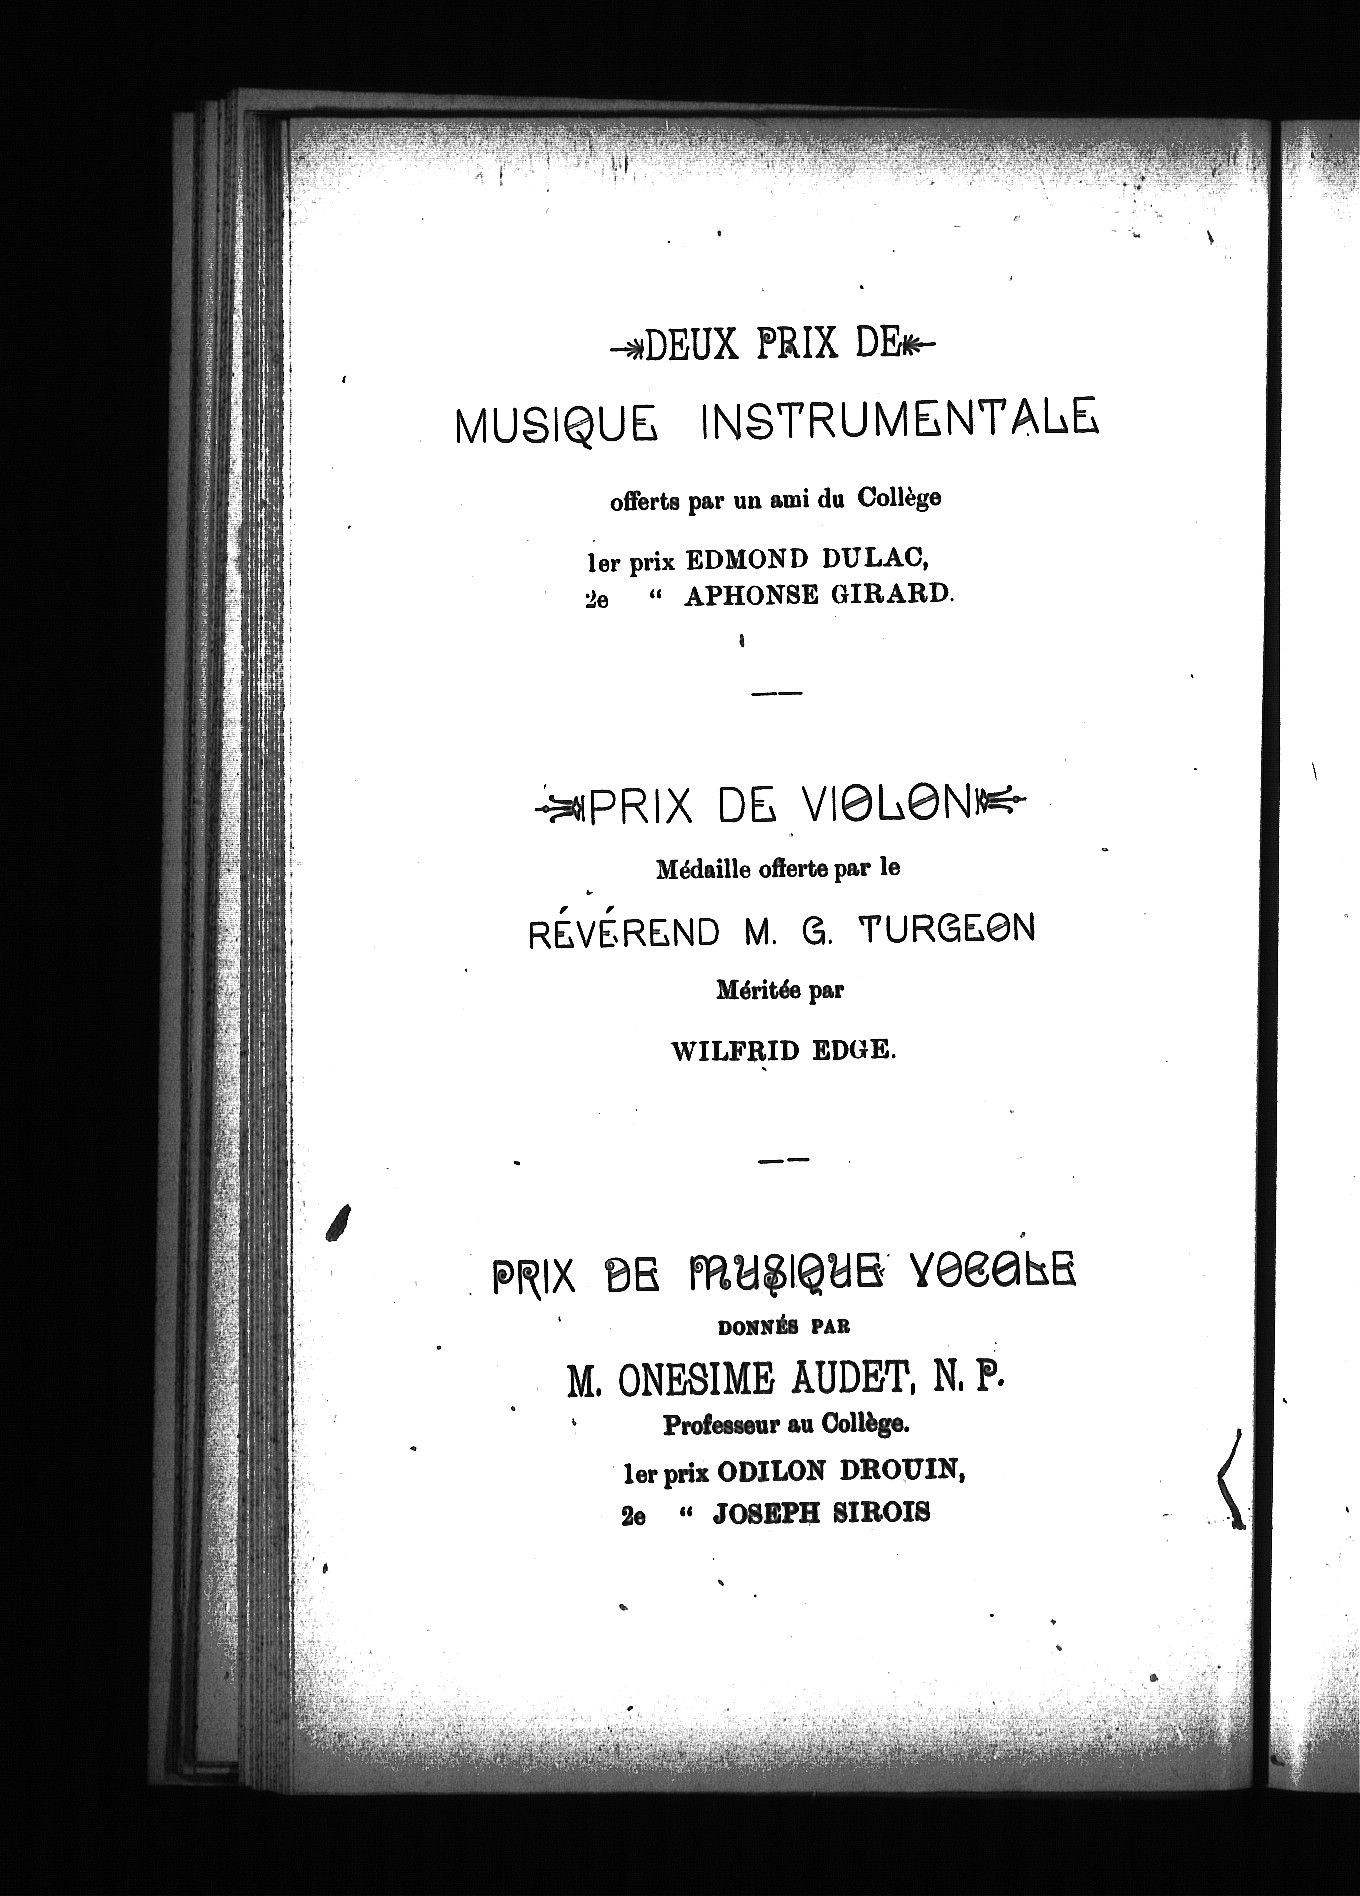 DEUX PRIX DE
MUSIQUE INSTRUMENTALE
offerts par un ami du Collège
1er prix EDMOND DULAC,
2e “ APHONSE GIRARD.
PRIX DE VIOLON
Médaille offerte par le
RÉVÉREND M. G. TURGEON
Méritée par
WILFRID EDGE.
PRIX DE MUSIQUE VOCALE
DONNÉS PAR
M. ONESIME AUDET, N. P.
Professeur au Collège.
1er prix ODILON DROUIN,
2e “ JOSEPH SIROIS